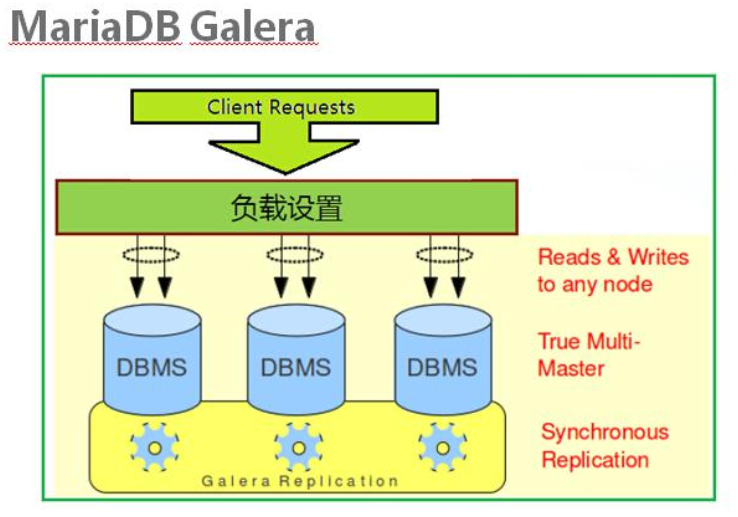 MariaDB Galera
Client Requests
负载设置
Reads & Writes
to any node
DBMS
DBMS
DBMS
True Multi-
Master
Synchronous
Replication
Galera Replication